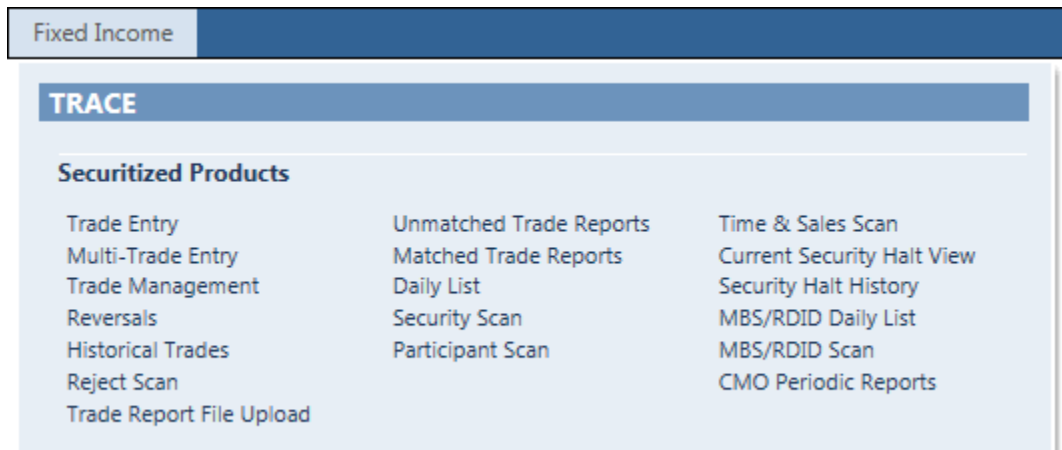 Fixed Income
TRACE
Securitized Products
Trade Entry
Multi-Trade Entry
Trade Management
Reversals
Historical Trades
Reject Scan
Trade Report File Upload
Unmatched Trade Reports
Matched Trade Reports
Daily List
Security Scan
Participant Scan
Time & Sales Scan
Current Security Halt View
Security Halt History
MBS/RDID Daily List
MBS/RDID Scan
CMO Periodic Reports